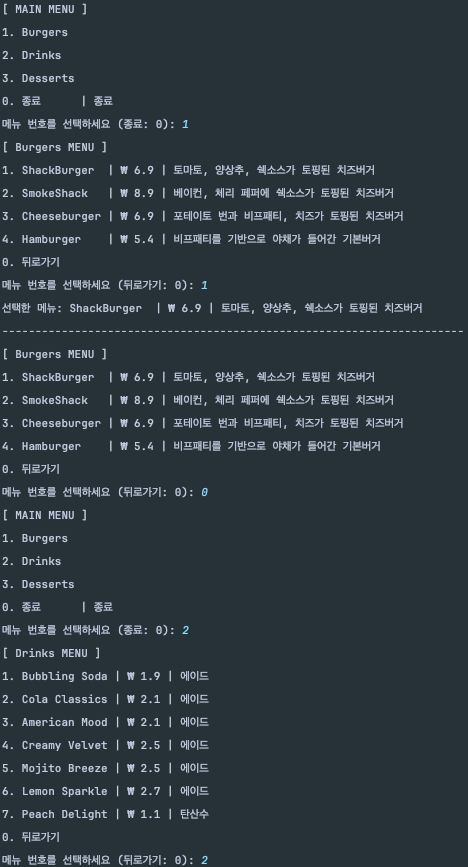 [ MAIN MENU ]
1. Burgers
2. Drinks
3. Desserts
0. 종료      | 종료
메뉴 번호를 선택하세요 (종료: 0): 1
[ Burgers MENU ]
1. ShackBurger  | ₩ 6.9 | 토마토, 양상추, 쉑소스가 토핑된 치즈버거
2. SmokeShack   | ₩ 8.9 | 베이컨, 체리 페퍼에 쉑소스가 토핑된 치즈버거
3. Cheeseburger | ₩ 6.9 | 포테이토 번과 비프패티, 치즈가 토핑된 치즈버거
4. Hamburger    | ₩ 5.4 | 비프패티를 기반으로 야채가 들어간 기본버거
0. 뒤로가기
메뉴 번호를 선택하세요 (뒤로가기: 0): 1
선택한 메뉴: ShackBurger  | ₩ 6.9 | 토마토, 양상추, 쉑소스가 토핑된 치즈버거
----------------------------------------------------------------------
[ Burgers MENU ]
1. ShackBurger  | ₩ 6.9 | 토마토, 양상추, 쉑소스가 토핑된 치즈버거
2. SmokeShack   | ₩ 8.9 | 베이컨, 체리 페퍼에 쉑소스가 토핑된 치즈버거
3. Cheeseburger | ₩ 6.9 | 포테이토 번과 비프패티, 치즈가 토핑된 치즈버거
4. Hamburger    | ₩ 5.4 | 비프패티를 기반으로 야채가 들어간 기본버거
0. 뒤로가기
메뉴 번호를 선택하세요 (뒤로가기: 0): 0
[ MAIN MENU ]
1. Burgers
2. Drinks
3. Desserts
0. 종료      | 종료
메뉴 번호를 선택하세요 (종료: 0): 2
[ Drinks MENU ]
1. Bubbling Soda | ₩ 1.9 | 에이드
2. Cola Classics | ₩ 2.1 | 에이드
3. American Mood | ₩ 2.1 | 에이드
4. Creamy Velvet | ₩ 2.5 | 에이드
5. Mojito Breeze | ₩ 2.5 | 에이드
6. Lemon Sparkle | ₩ 2.7 | 에이드
7. Peach Delight | ₩ 1.1 | 탄산수
0. 뒤로가기
메뉴 번호를 선택하세요 (뒤로가기: 0): 2